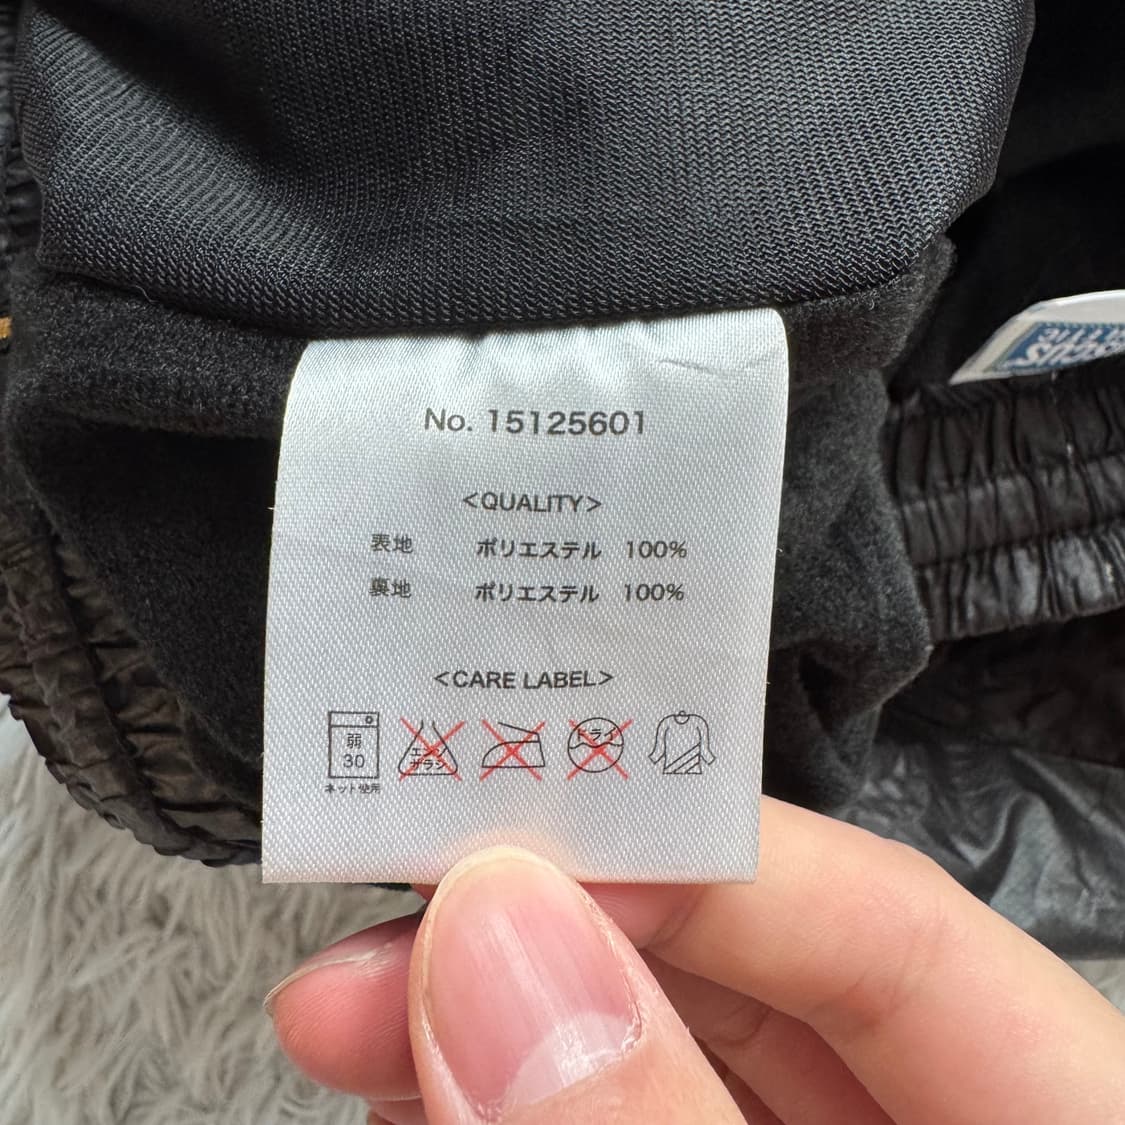 No. 15125601
<QUALITY>
表地 ポリエステル 100%
裏地 ポリエステル 100%
<CARE LABEL>
弱
30
ネット使用
エンソ
サラシ
ドライ